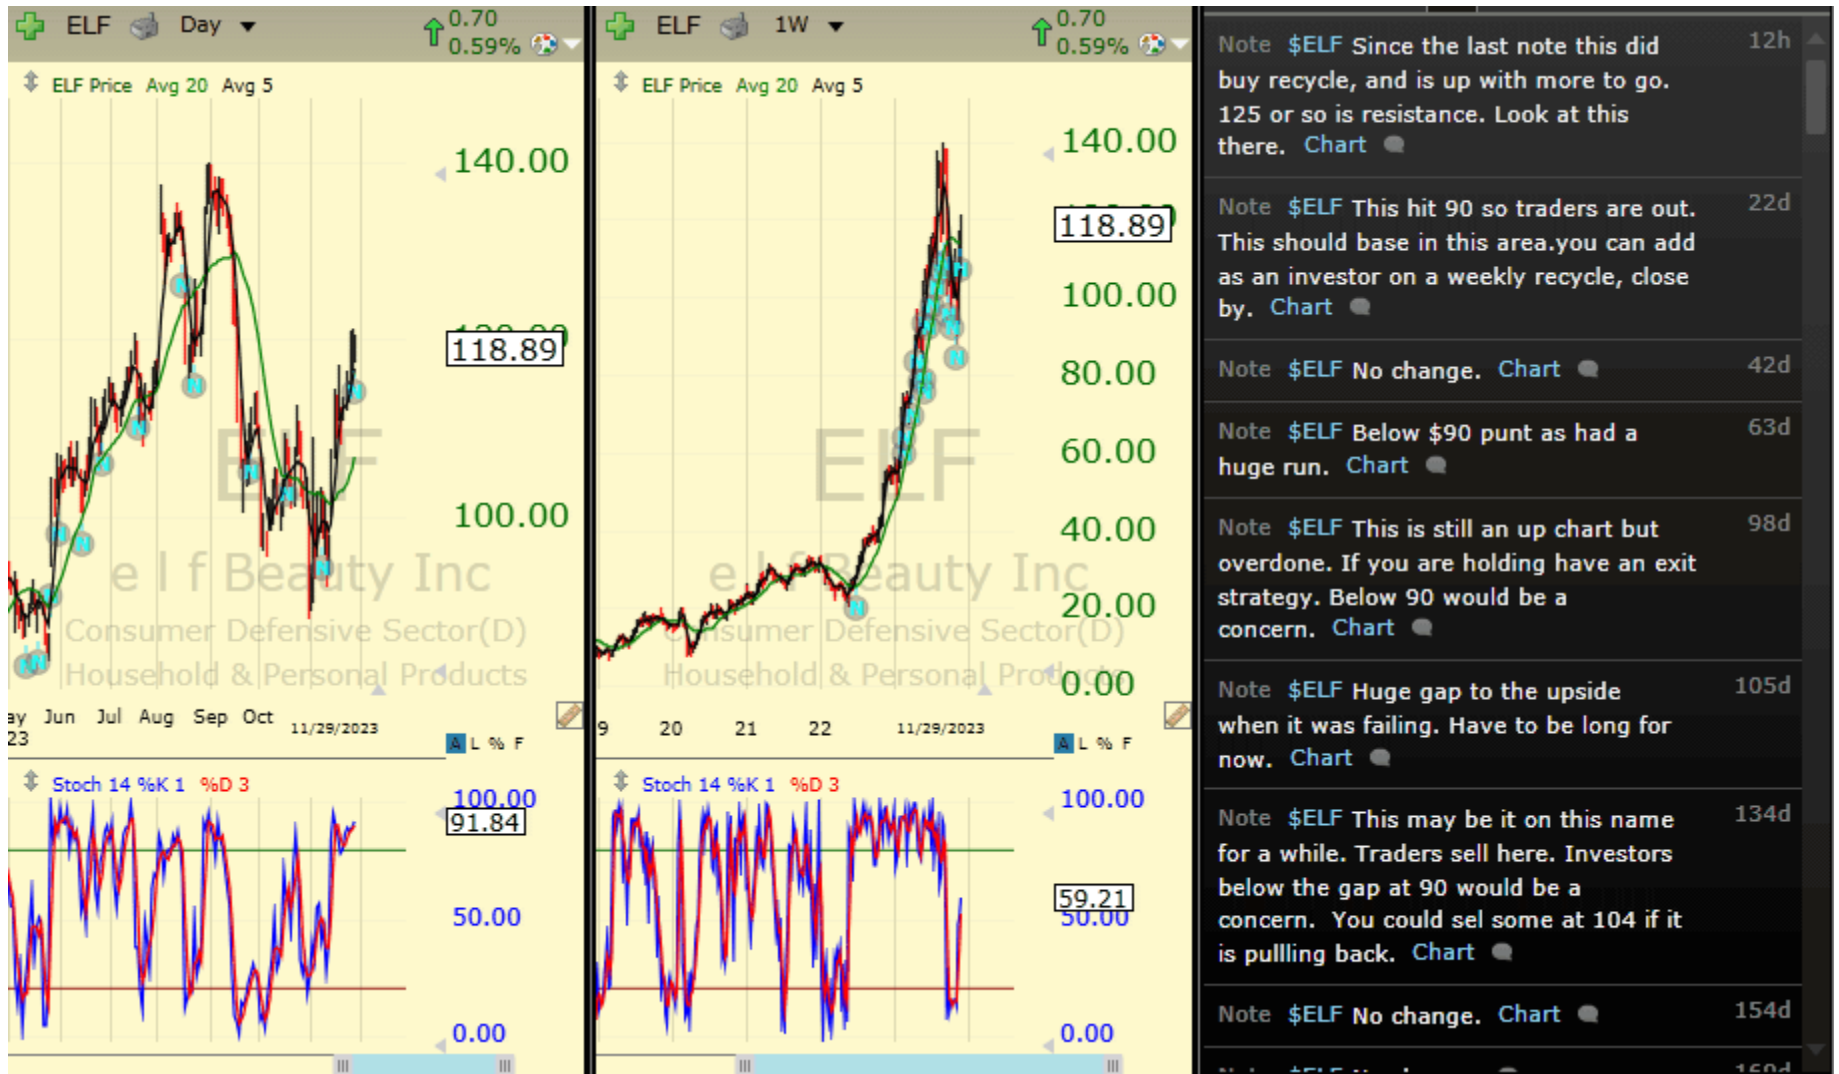 ELF Day
0.70
0.59%
ELF Price Avg 20 Avg 5
140.00
118.89
100.00
ELF
e l f Beauty Inc
Consumer Defensive Sector(D)
Household & Personal Products
Jun Jul Aug Sep Oct 11/29/2023
23
A L % F
Stoch 14 %K 1 %D 3
100.00
91.84
50.00
0.00
ELF 1W
0.70
0.59%
ELF Price Avg 20 Avg 5
140.00
118.89
100.00
80.00
60.00
40.00
20.00
0.00
ELF
e l f Beauty Inc
Consumer Defensive Sector(D)
Household & Personal Products
9 20 21 22 11/29/2023
A L % F
Stoch 14 %K 1 %D 3
100.00
59.21
50.00
0.00
Note $ELF Since the last note this did 12h
buy recycle, and is up with more to go.
125 or so is resistance. Look at this
there. Chart
Note $ELF This hit 90 so traders are out. 22d
This should base in this area.you can add
as an investor on a weekly recycle, close
by. Chart
Note $ELF No change. Chart 42d
Note $ELF Below $90 punt as had a 63d
huge run. Chart
Note $ELF This is still an up chart but 98d
overdone. If you are holding have an exit
strategy. Below 90 would be a
concern. Chart
Note $ELF Huge gap to the upside 105d
when it was failing. Have to be long for
now. Chart
Note $ELF This may be it on this name 134d
for a while. Traders sell here. Investors
below the gap at 90 would be a
concern. You could sel some at 104 if it
is pullling back. Chart
Note $ELF No change. Chart 154d